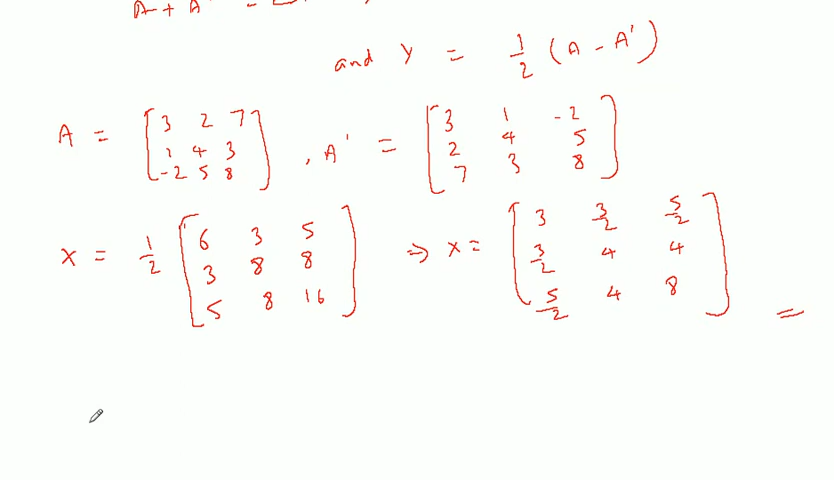 A + A' =
and Y = 1/2 (A - A')
A = [3 2 7; 1 4 3; -2 5 8], A' = [3 1 -2; 2 4 5; 7 3 8]
X = 1/2 [6 3 5; 3 8 8; 5 8 16] => X = [3 3/2 5/2; 3/2 4 4; 5/2 4 8] =